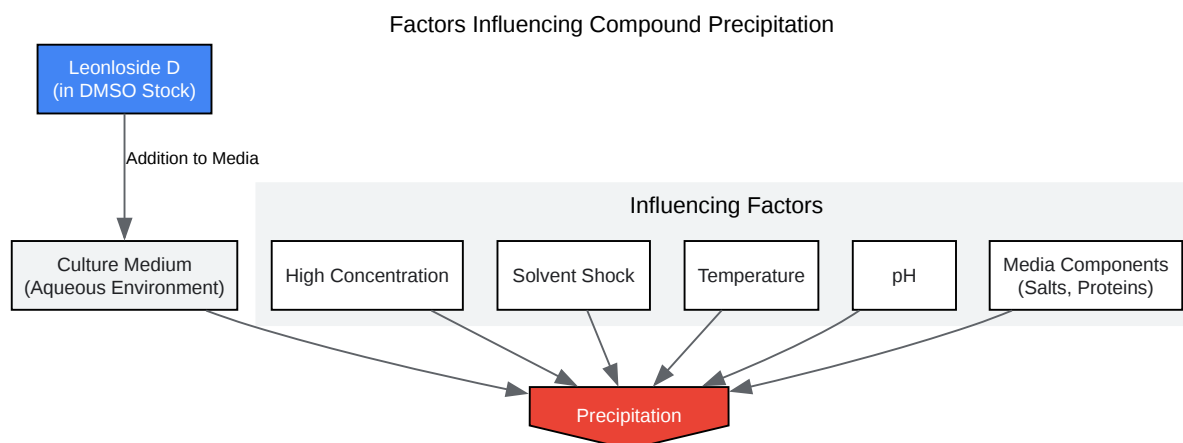 Factors Influencing Compound Precipitation
Leonloside D
(in DMSO Stock)
Addition to Media
Influencing Factors
Culture Medium
(Aqueous Environment)
High Concentration
Solvent Shock
Temperature
pH
Media Components
(Salts, Proteins)
Precipitation